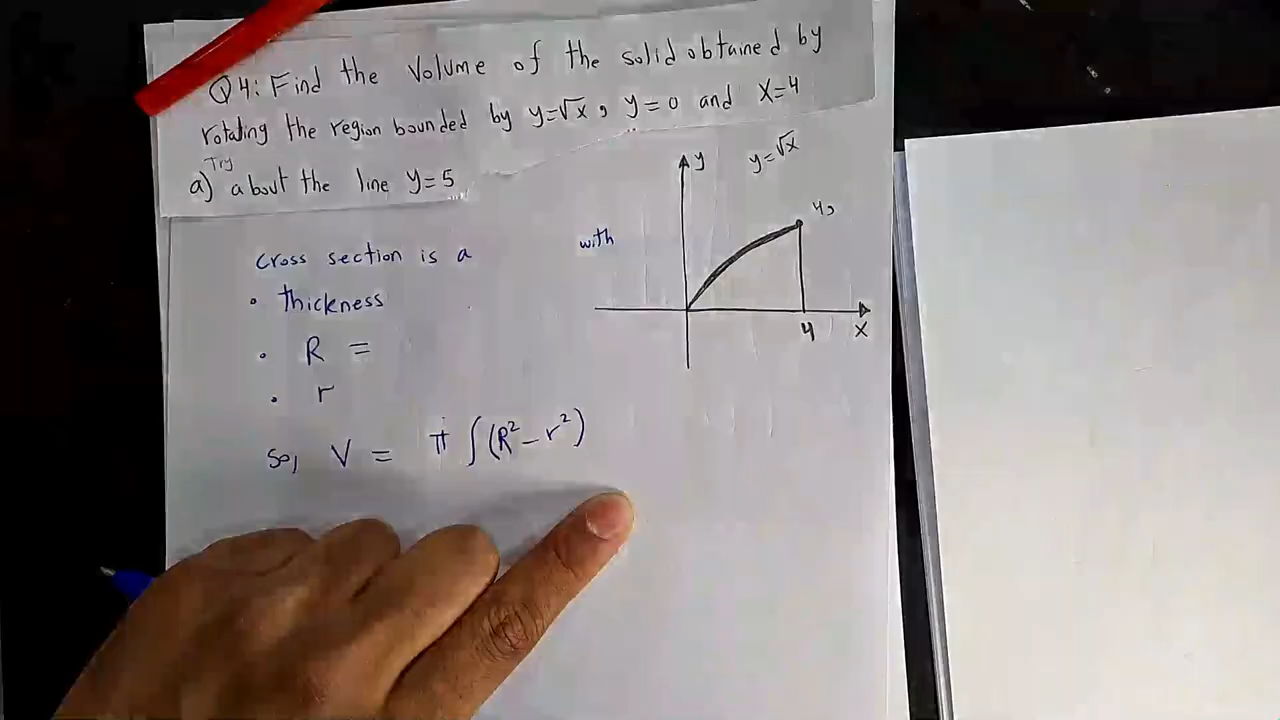 Q4: Find the Volume of the solid obtained by
rotating the region bounded by y=√x, y=0 and X=4
Try
a) about the line y=5
y
y=√x
4,
with
4
X
Cross section is a
• thickness
• R =
• r
So, V = π ∫(R²-r²)